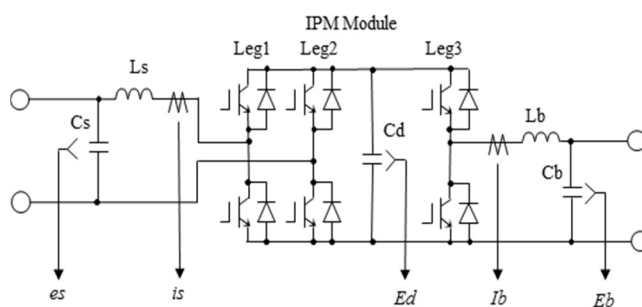 IPM Module
Leg1 Leg2 Leg3
Ls
Cs
Cd
Lb
Cb
es is Ed Ib Eb